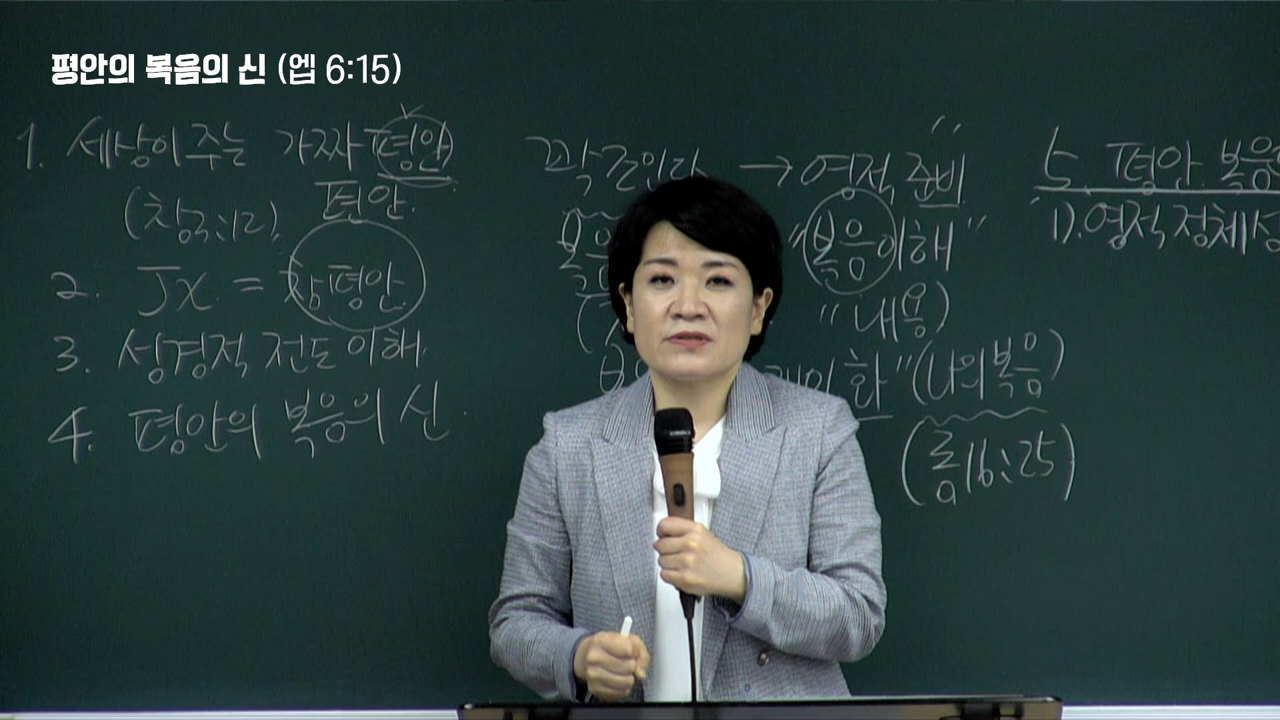 평안의 복음의 신 (엡 6:15)
1. 세상이 주는 가짜 평안
평안
2. JX = 참평안
3. 성경적 전도 이해
4. 평안의 복음의 신
→ 영적 준비
"복음이해"
"내용)
화" (나의복음)
(롬16:25)
5. 평안 복음
1). 영적정체성